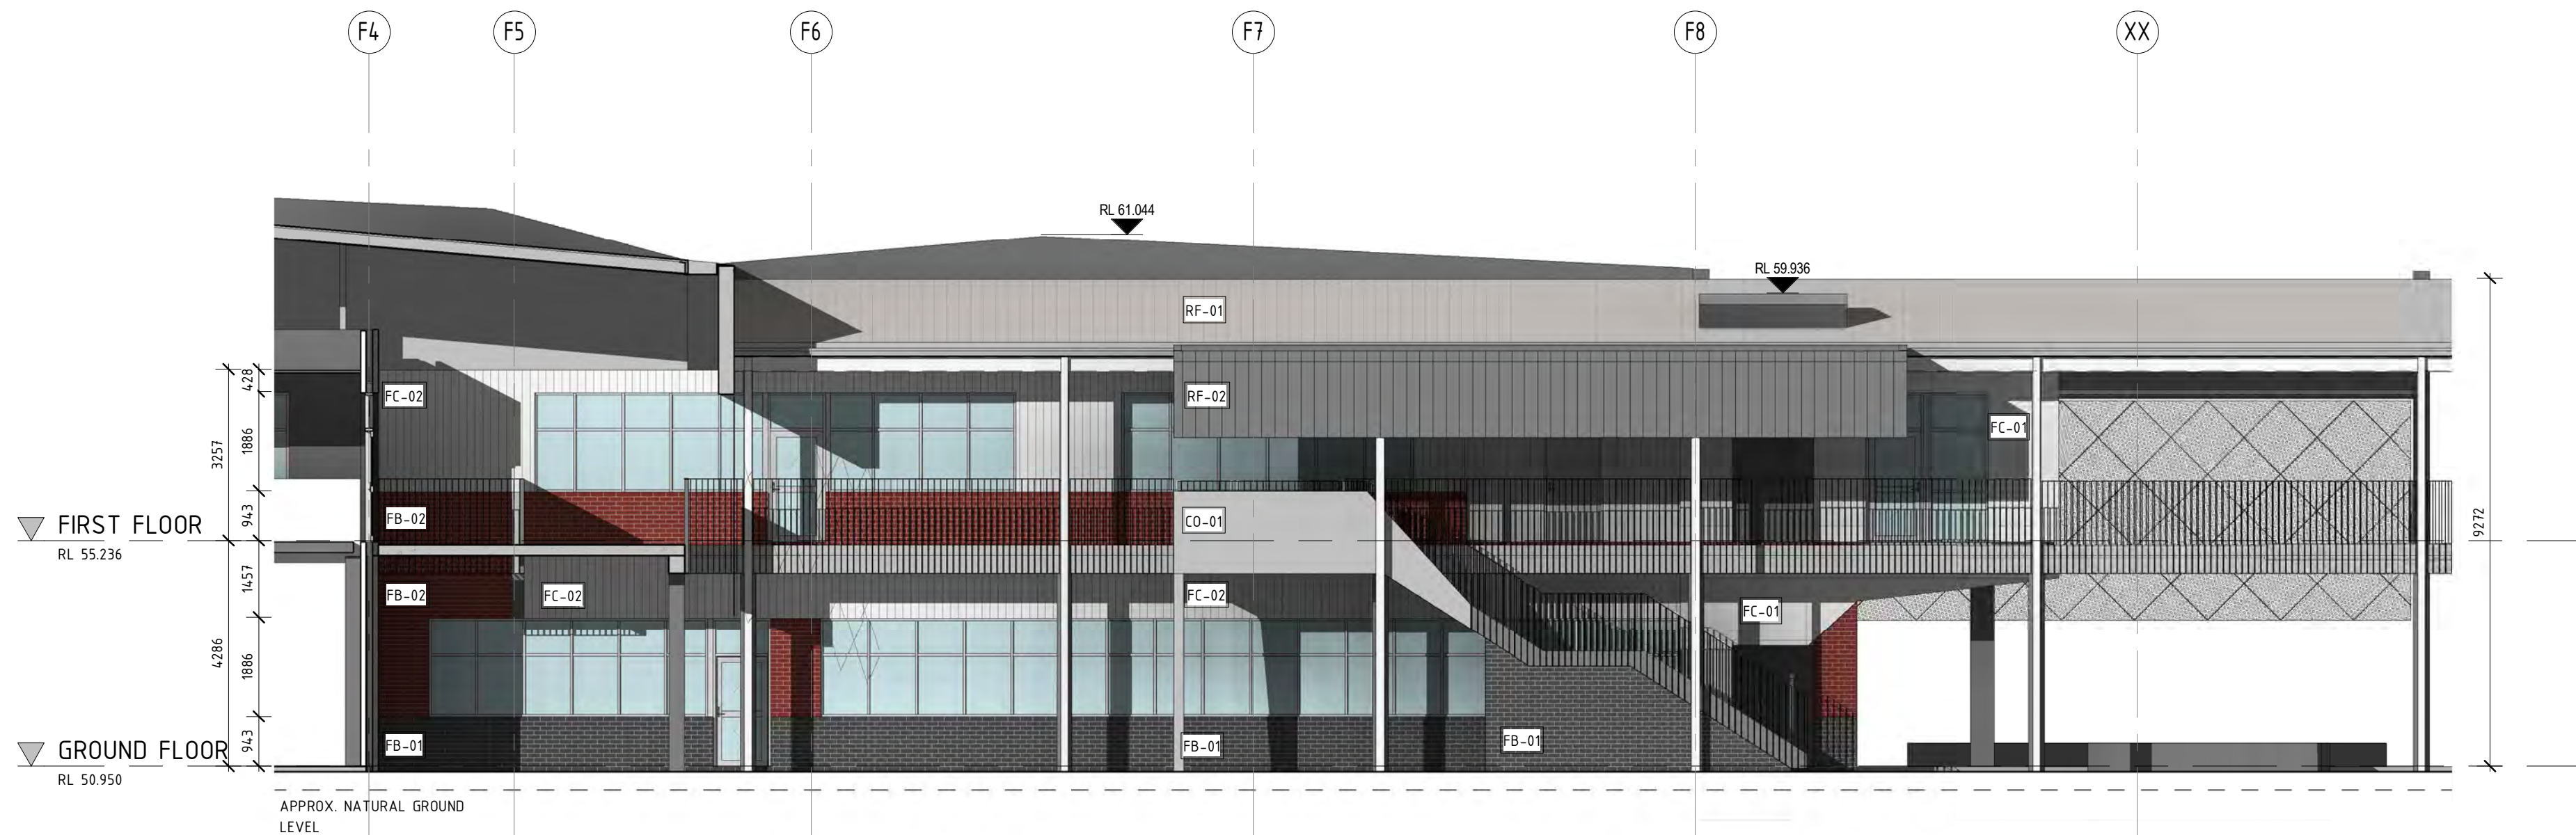 F4 F5 F6 F7 F8 XX
RL 61.044
RL 59.936
RF-01
428
FC-02
RF-02
1886
3257
FC-01
943
FB-02
CO-01
9272
FIRST FLOOR
RL 55.236
1457
FB-02
FC-02
FC-02
FC-01
4286
1886
943
FB-01
FB-01
FB-01
GROUND FLOOR
RL 50.950
APPROX. NATURAL GROUND
LEVEL